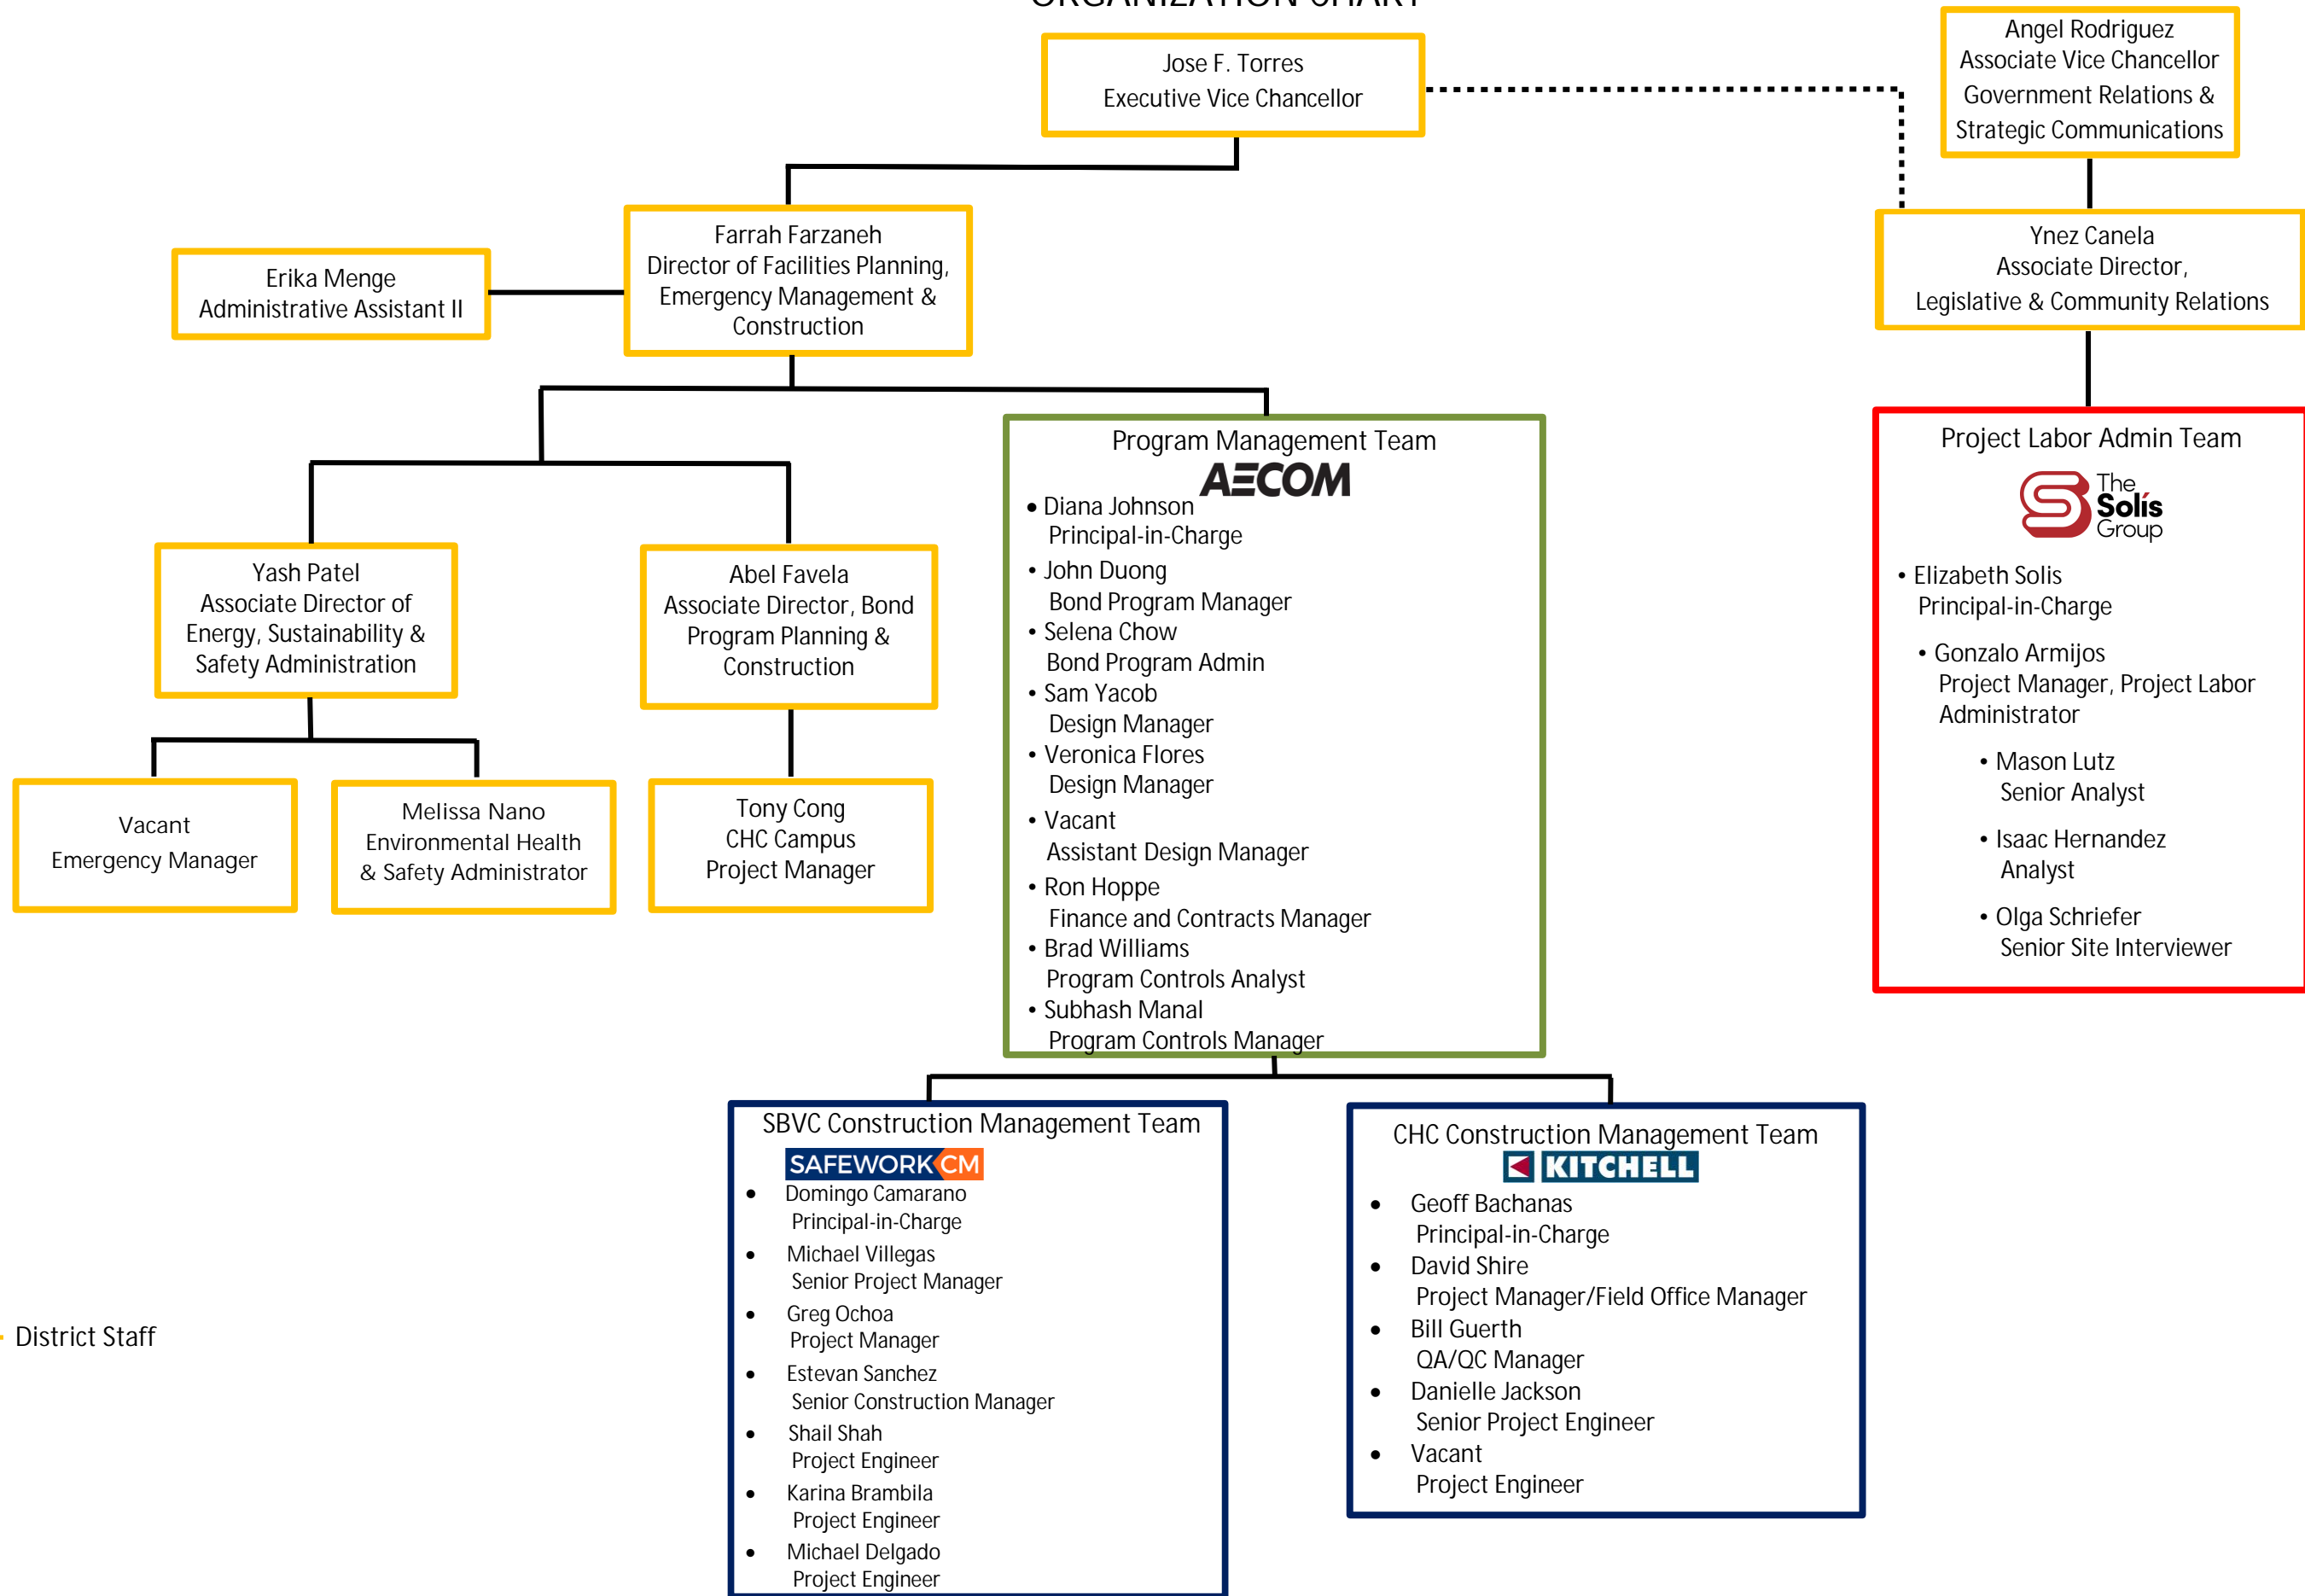 ORGANIZATION CHART
Jose F. Torres
Executive Vice Chancellor
Angel Rodriguez
Associate Vice Chancellor
Government Relations &
Strategic Communications
Erika Menge
Administrative Assistant II
Farrah Farzaneh
Director of Facilities Planning,
Emergency Management &
Construction
Ynez Canela
Associate Director,
Legislative & Community Relations
Yash Patel
Associate Director of
Energy, Sustainability &
Safety Administration
Abel Favela
Associate Director, Bond
Program Planning &
Construction
Vacant
Emergency Manager
Melissa Nano
Environmental Health
& Safety Administrator
Tony Cong
CHC Campus
Project Manager
Program Management Team
AECOM
• Diana Johnson
Principal-in-Charge
• John Duong
Bond Program Manager
• Selena Chow
Bond Program Admin
• Sam Yacob
Design Manager
• Veronica Flores
Design Manager
• Vacant
Assistant Design Manager
• Ron Hoppe
Finance and Contracts Manager
• Brad Williams
Program Controls Analyst
• Subhash Manal
Program Controls Manager
Project Labor Admin Team
The
Solís
Group
• Elizabeth Solis
Principal-in-Charge
• Gonzalo Armijos
Project Manager, Project Labor
Administrator
• Mason Lutz
Senior Analyst
• Isaac Hernandez
Analyst
• Olga Schriefer
Senior Site Interviewer
SBVC Construction Management Team
SAFEWORK CM
• Domingo Camarano
Principal-in-Charge
• Michael Villegas
Senior Project Manager
• Greg Ochoa
Project Manager
• Estevan Sanchez
Senior Construction Manager
• Shail Shah
Project Engineer
• Karina Brambila
Project Engineer
• Michael Delgado
Project Engineer
CHC Construction Management Team
KITCHELL
• Geoff Bachanas
Principal-in-Charge
• David Shire
Project Manager/Field Office Manager
• Bill Guerth
QA/QC Manager
• Danielle Jackson
Senior Project Engineer
• Vacant
Project Engineer
District Staff